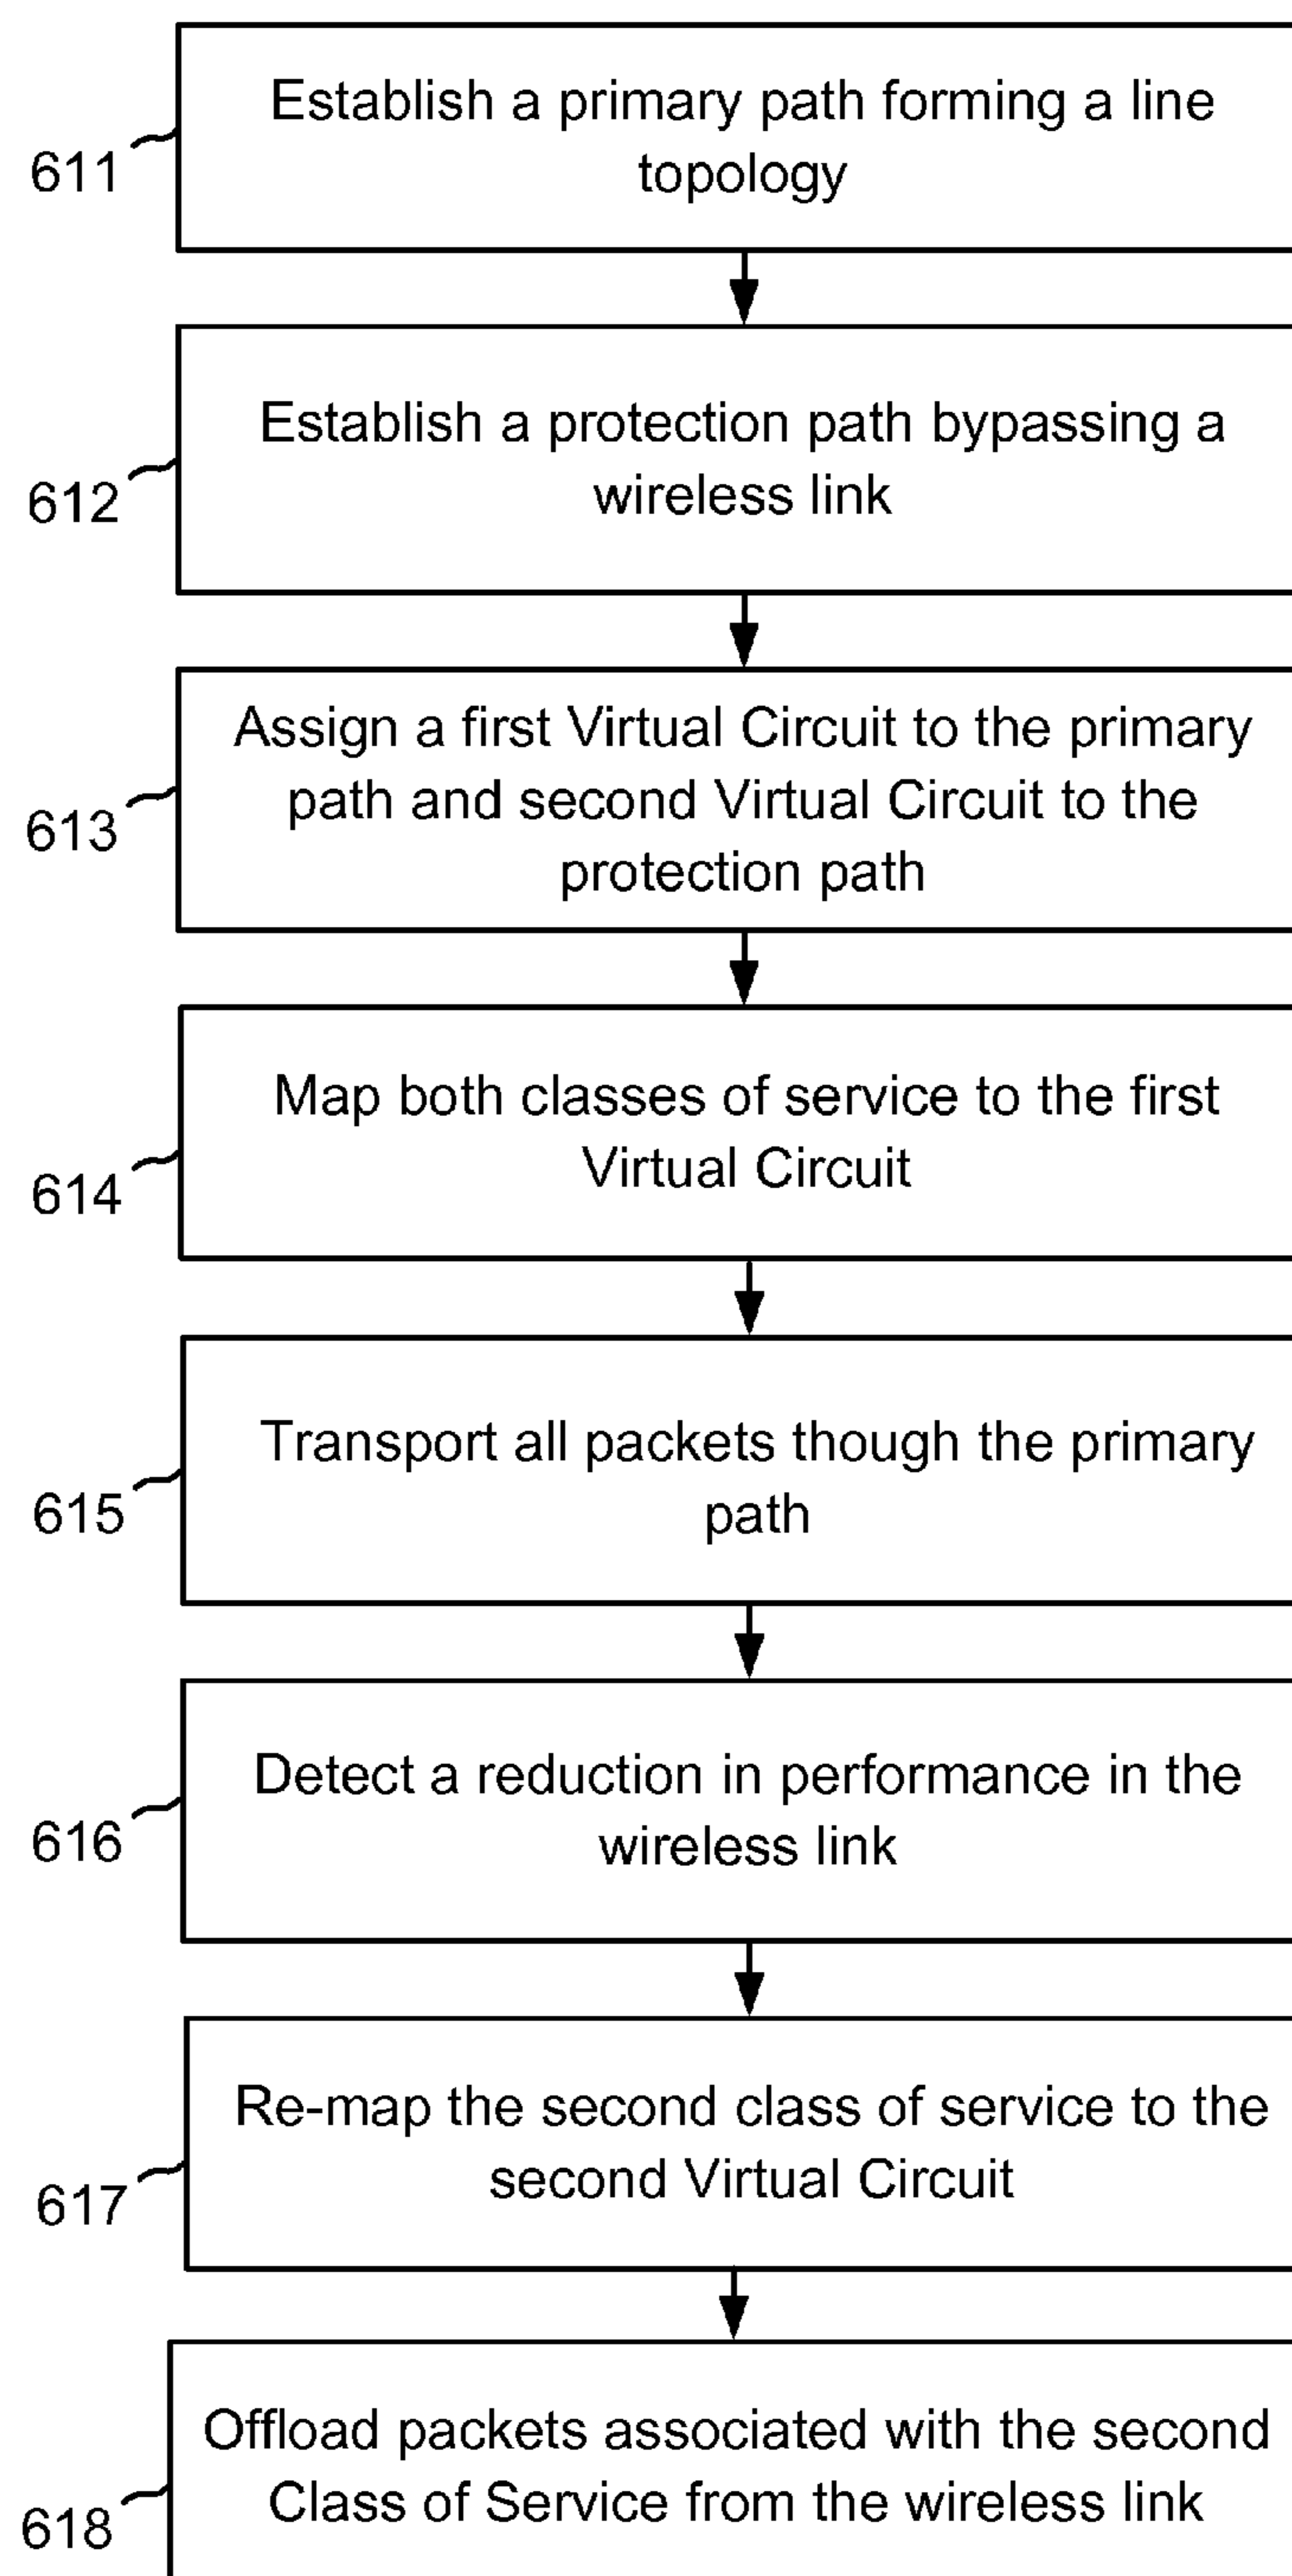 Establish a primary path forming a line
topology
611
Establish a protection path bypassing a
wireless link
612
Assign a first Virtual Circuit to the primary
path and second Virtual Circuit to the
protection path
613
Map both classes of service to the first
Virtual Circuit
614
Transport all packets though the primary
path
615
Detect a reduction in performance in the
wireless link
616
Re-map the second class of service to the
second Virtual Circuit
617
Offload packets associated with the second
Class of Service from the wireless link
618